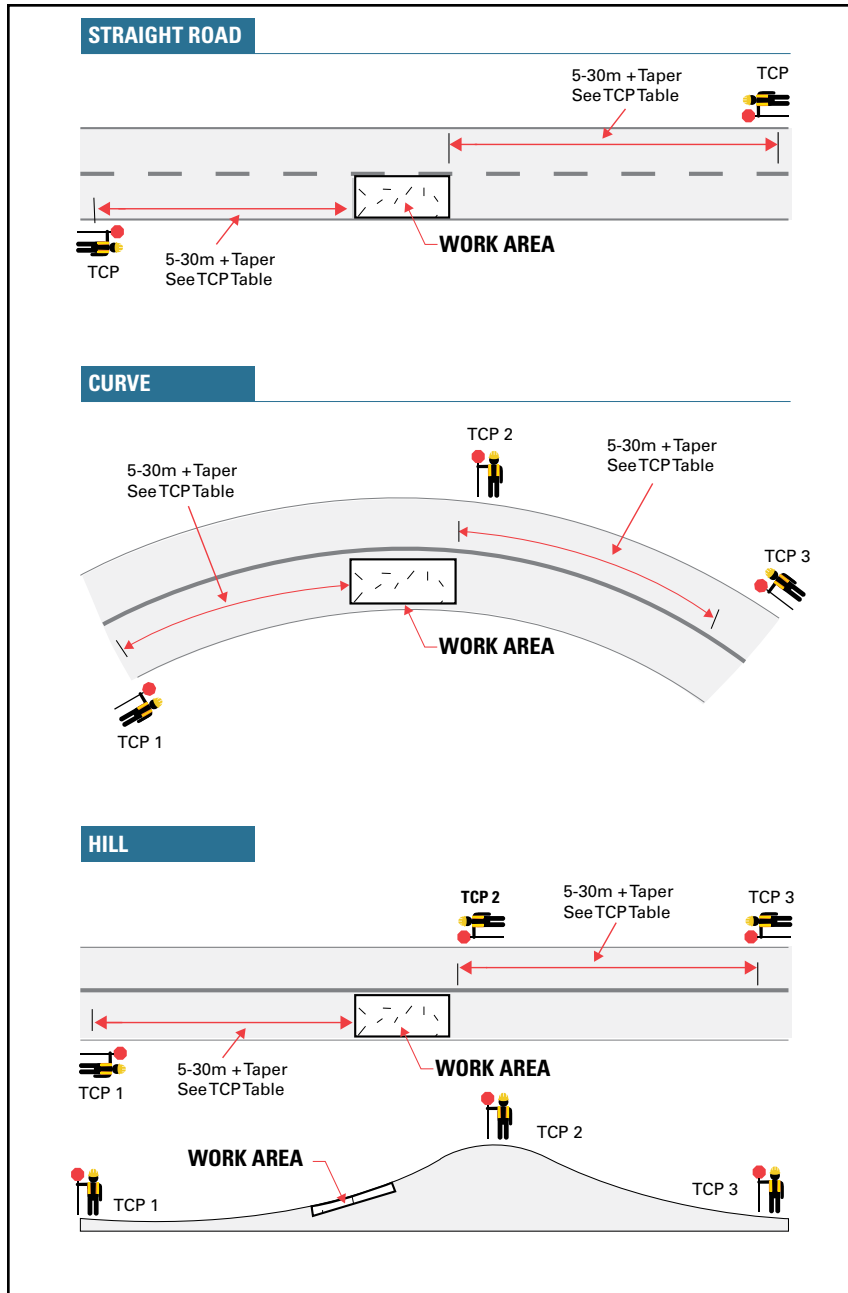 STRAIGHT ROAD
5-30m + Taper
See TCP Table
TCP
WORK AREA
5-30m + Taper
See TCP Table
TCP
CURVE
TCP 2
5-30m + Taper
See TCP Table
5-30m + Taper
See TCP Table
TCP 3
WORK AREA
TCP 1
HILL
TCP 2
5-30m + Taper
See TCP Table
TCP 3
5-30m + Taper
See TCP Table
WORK AREA
TCP 1
TCP 2
WORK AREA
TCP 1
TCP 3